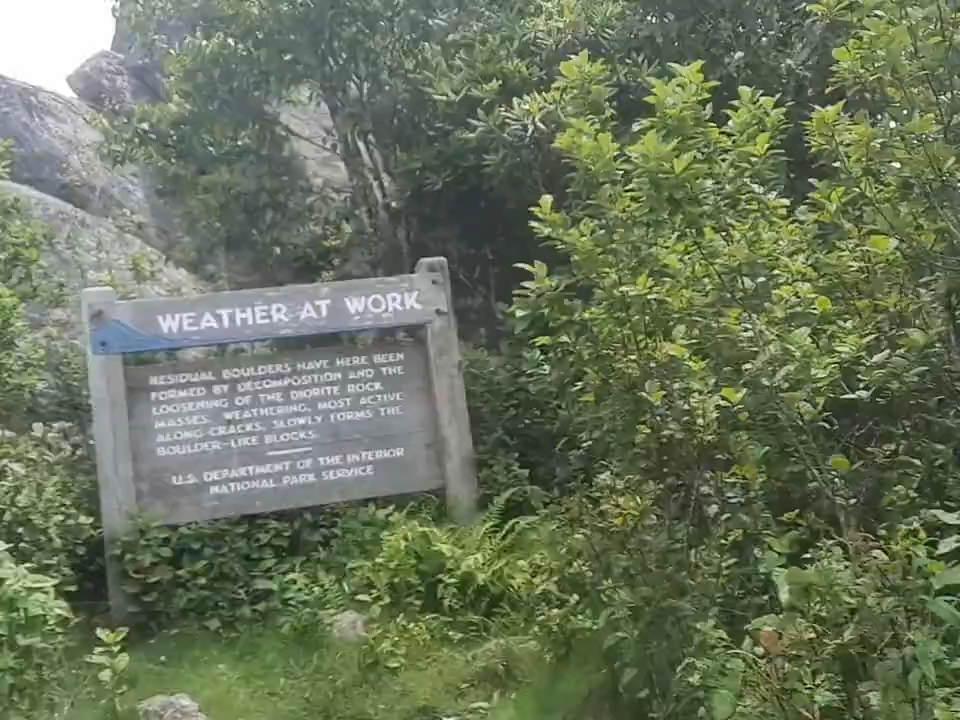 WEATHER AT WORK
RESIDUAL BOULDERS HAVE HERE BEEN
FORMED BY DECOMPOSITION AND THE
LOOSENING OF THE DIORITE ROCK
MASSES. WEATHERING, MOST ACTIVE
ALONG CRACKS, SLOWLY FORMS THE
BOULDER-LIKE BLOCKS.
U.S. DEPARTMENT OF THE INTERIOR
NATIONAL PARK SERVICE